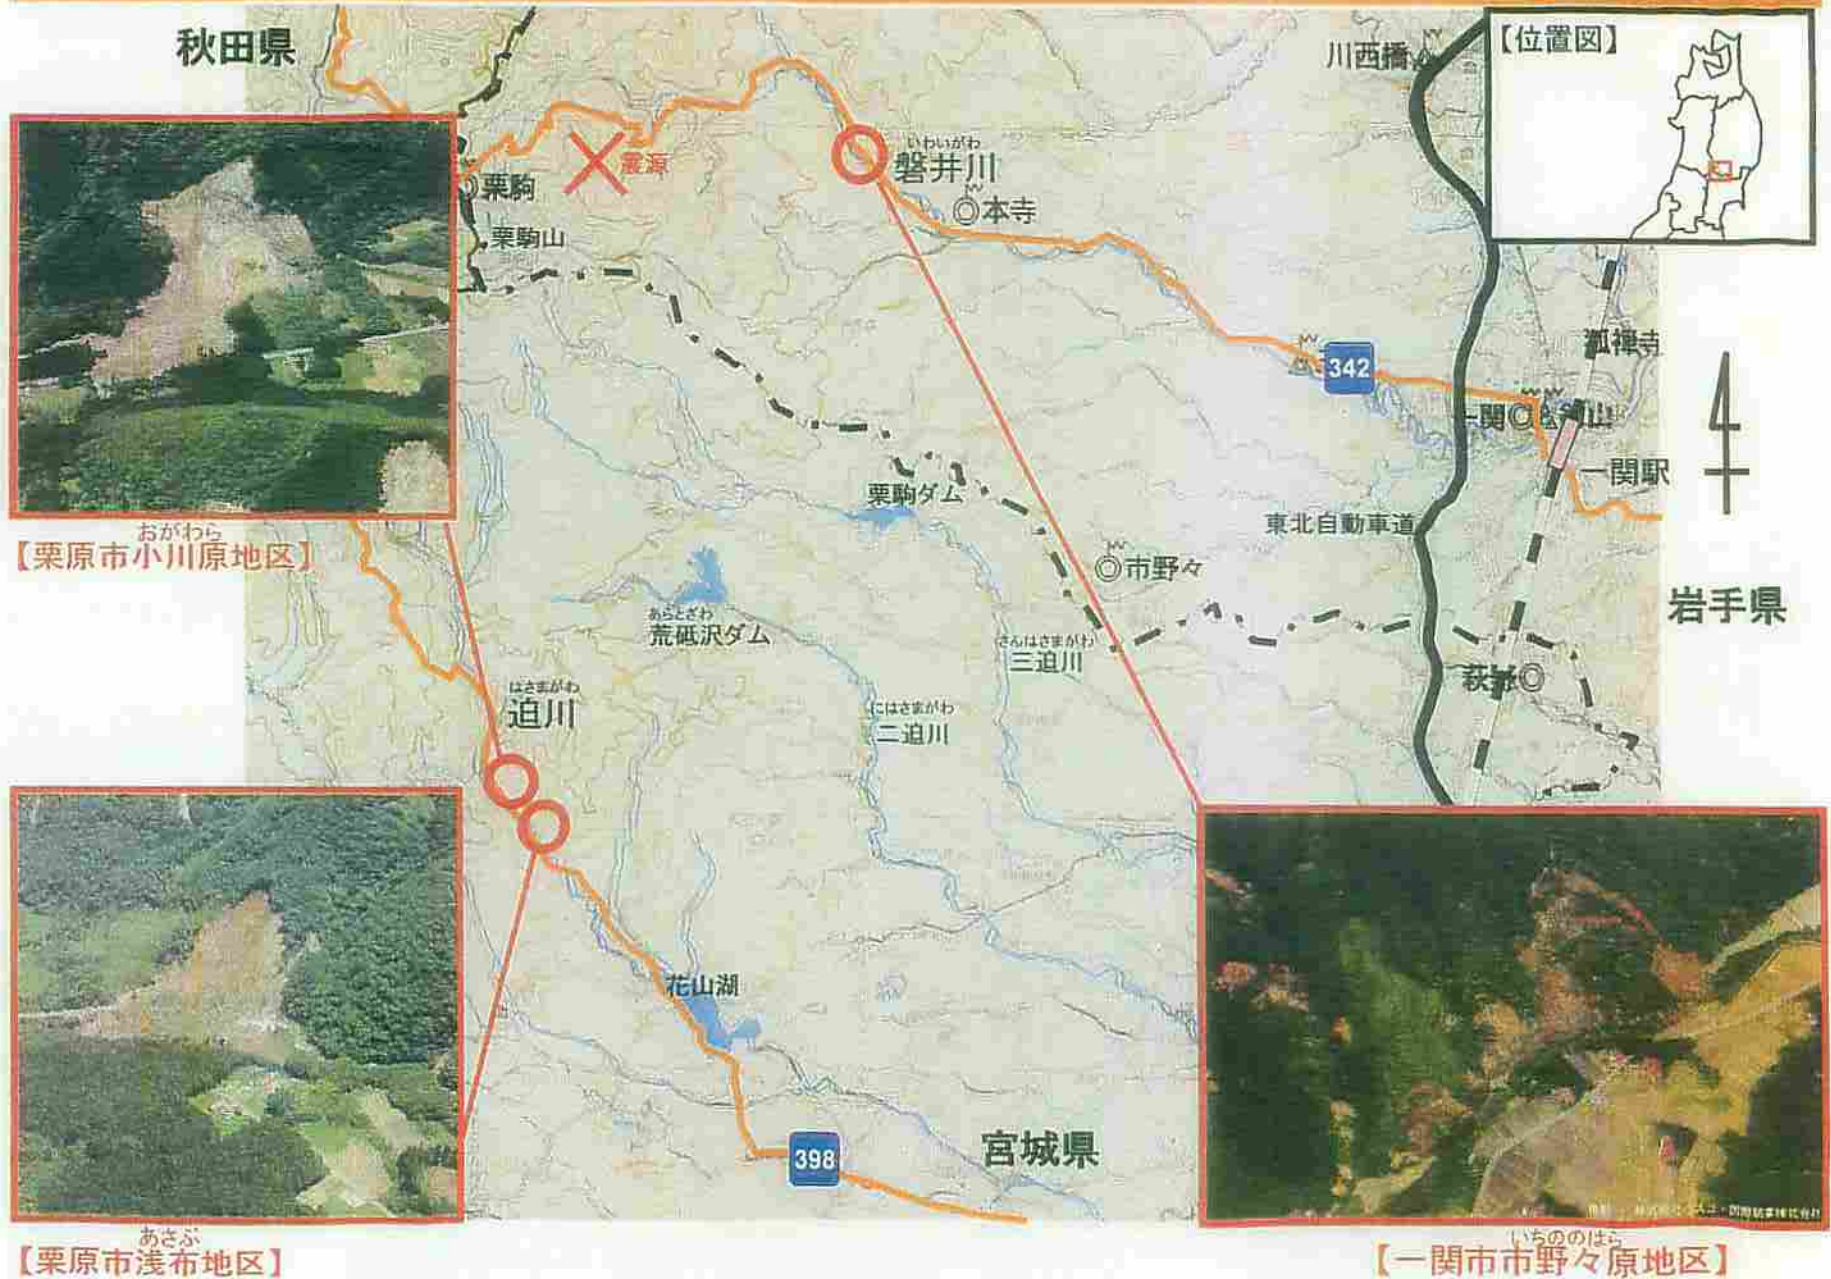 秋田県
川西橋
【位置図】
いわいがわ
磐井川
震源
栗駒
◎本寺
栗駒山
狐禅寺
342
一関◎
一関駅
栗駒ダム
東北自動車道
おがわら
【栗原市小川原地区】
◎市野々
岩手県
あらとざわ
荒砥沢ダム
さんはさまがわ
三迫川
はさまがわ
迫川
にはさまがわ
二迫川
花山湖
398
宮城県
あさぶ
【栗原市浅布地区】
いちののはら
【一関市市野々原地区】